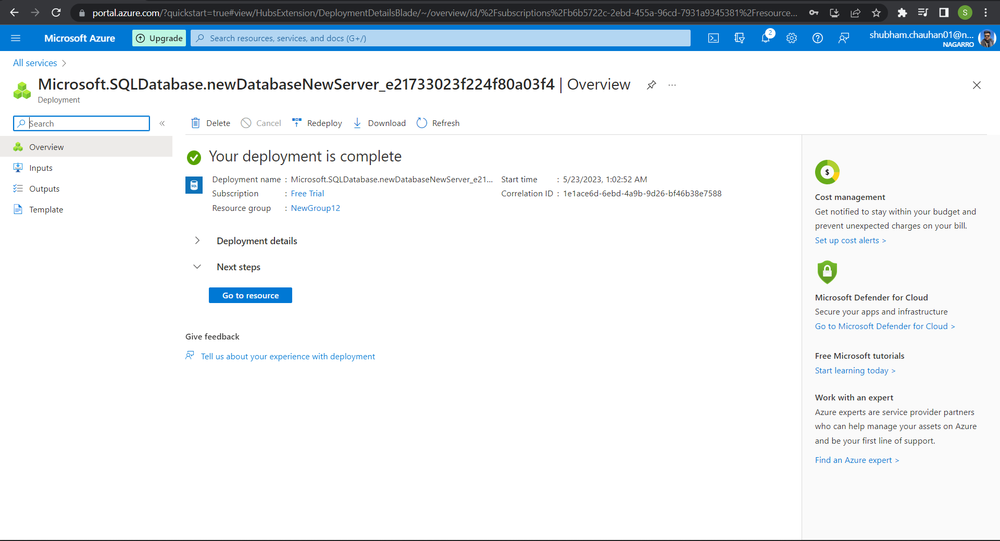 portal.azure.com/?quickstart=true#view/HubsExtension/DeploymentDetailsBlade/~/overview/id/%2Fsubscriptions%2Fb6b5722c-2ebd-455a-96cd-7931a9345381%2Fresource...
S
Microsoft Azure
Upgrade
Search resources, services, and docs (G+/)
2
shubham.chauhan01@n...
NAGARRO
All services >
Microsoft.SQLDatabase.newDatabaseNewServer_e21733023f224f80a03f4 | Overview
...
Deployment
Search
«
Delete
Cancel
Redeploy
Download
Refresh
Overview
Inputs
Outputs
Template
Your deployment is complete
SQL
Deployment name : Microsoft.SQLDatabase.newDatabaseNewServer_e21...
Subscription : Free Trial
Resource group : NewGroup12
Start time : 5/23/2023, 1:02:52 AM
Correlation ID : 1e1ace6d-6ebd-4a9b-9d26-bf46b38e7588
Deployment details
Next steps
Go to resource
Give feedback
Tell us about your experience with deployment
$
Cost management
Get notified to stay within your budget and
prevent unexpected charges on your bill.
Set up cost alerts >
Microsoft Defender for Cloud
Secure your apps and infrastructure
Go to Microsoft Defender for Cloud >
Free Microsoft tutorials
Start learning today >
Work with an expert
Azure experts are service provider partners
who can help manage your assets on Azure
and be your first line of support.
Find an Azure expert >